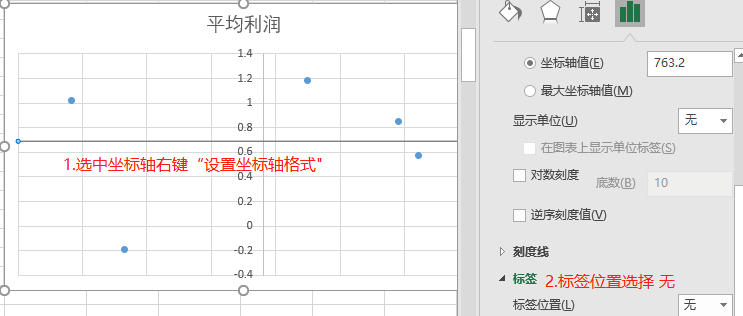 平均利润
1.4
1.2
1
0.8
0.6
0.4
0.2
0
-0.2
-0.4
1.选中坐标轴右键“设置坐标轴格式"
坐标轴值(E) 763.2
最大坐标轴值(M)
显示单位(U) 无
在图表上显示单位标签(S)
对数刻度 底数(B) 10
逆序刻度值(V)
刻度线
标签 2.标签位置选择 无
标签位置(L) 无